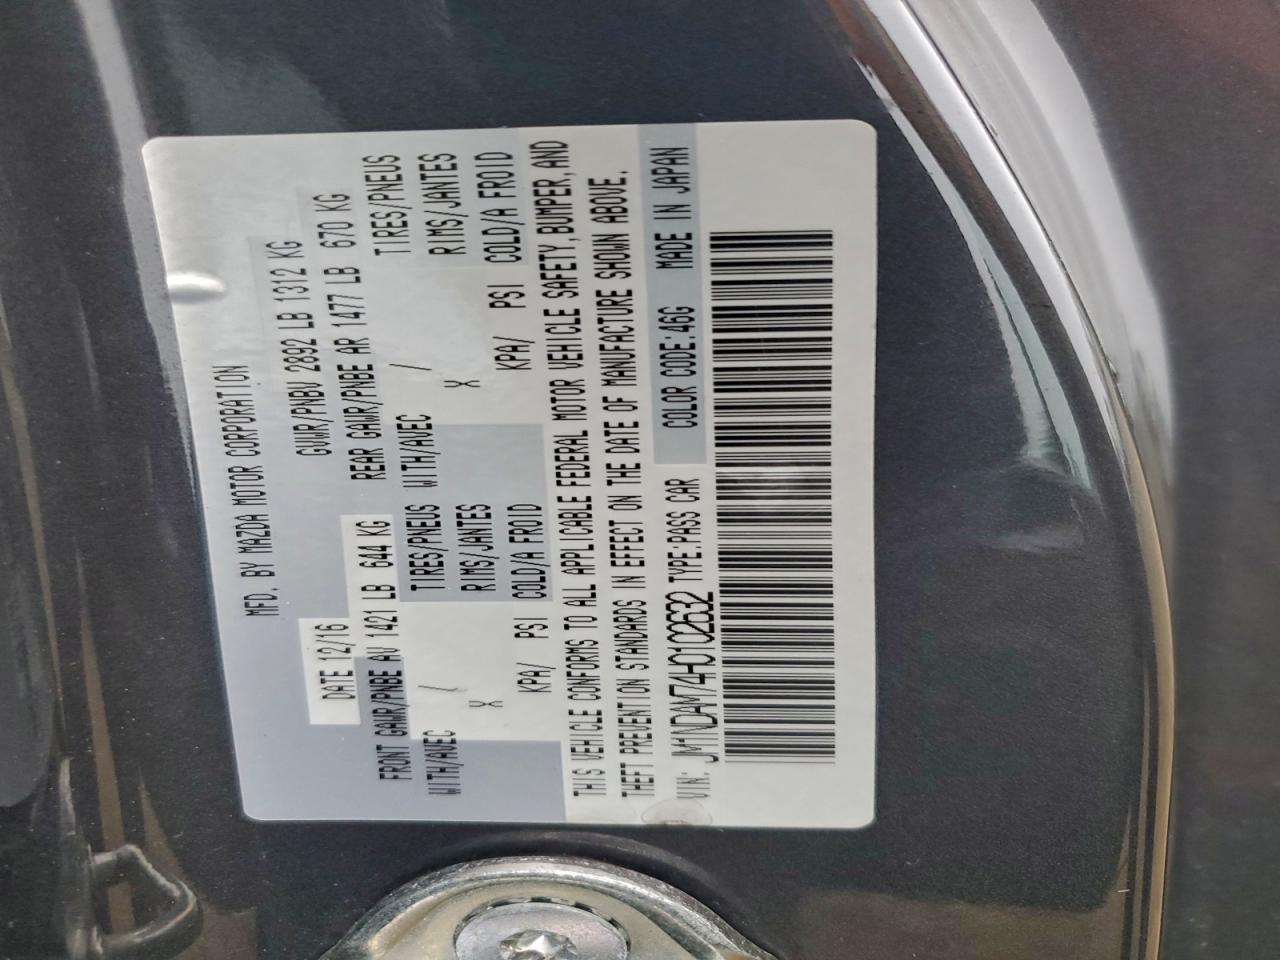 MFD. BY MAZDA MOTOR CORPORATION
DATE 12/16 GVWR/PNBV 2892 LB 1312 KG
FRONT GAWR/PNBE AV 1421 LB 644 KG REAR GAWR/PNBE AR 1477 LB 670 KG
WITH/AVEC / TIRES/PNEUS WITH/AVEC / TIRES/PNEUS
X RIMS/JANTES X RIMS/JANTES
KPA/ PSI COLD/A FROID KPA/ PSI COLD/A FROID
THIS VEHICLE CONFORMS TO ALL APPLICABLE FEDERAL MOTOR VEHICLE SAFETY, BUMPER, AND
THEFT PREVENTION STANDARDS IN EFFECT ON THE DATE OF MANUFACTURE SHOWN ABOVE.
VIN: JM1NDAM74H0102632 TYPE:PASS CAR COLOR CODE:46G MADE IN JAPAN